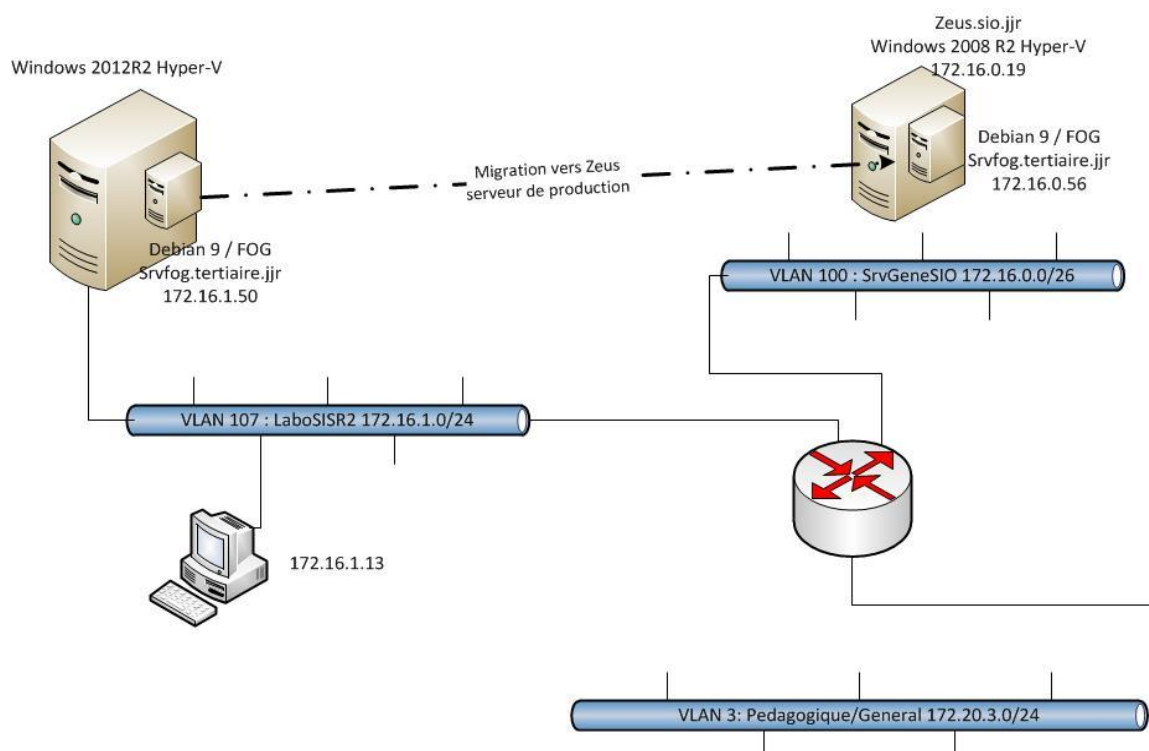 Zeus.sio.jjr
Windows 2008 R2 Hyper-V
172.16.0.19
Windows 2012R2 Hyper-V
Debian 9 / FOG
Srvfog.tertiaire.jjr
172.16.0.56
Migration vers Zeus
serveur de production
Debian 9 / FOG
Srvfog.tertiaire.jjr
172.16.1.50
VLAN 100 : SrvGeneSIO 172.16.0.0/26
VLAN 107 : LaboSISR2 172.16.1.0/24
172.16.1.13
VLAN 3: Pedagogique/General 172.20.3.0/24